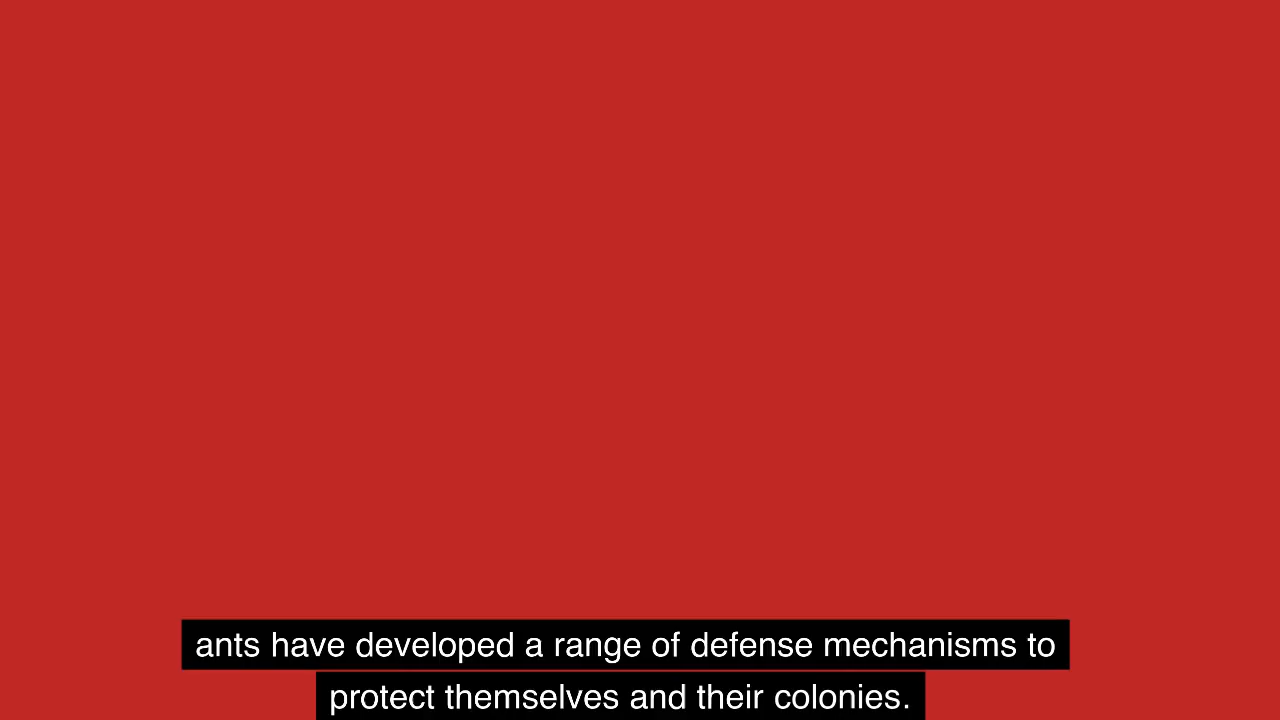 ants have developed a range of defense mechanisms to
protect themselves and their colonies.